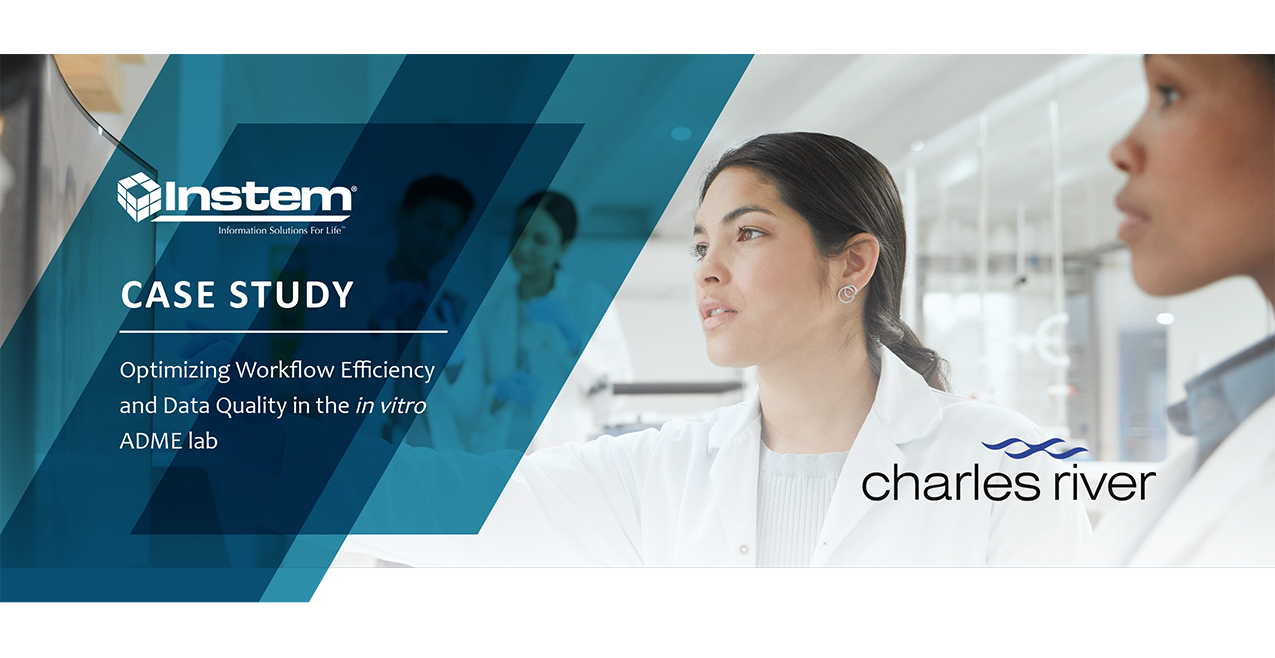 Instem®
Information Solutions For Life™
CASE STUDY
Optimizing Workflow Efficiency
and Data Quality in the in vitro
ADME lab
charles river